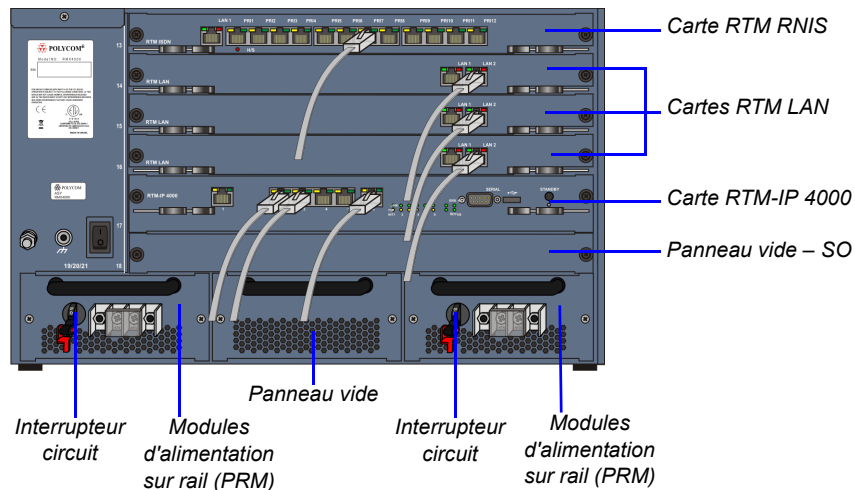 LAN 1 PRI1 PRI2 PRI3 PRI4 PRI5 PRI6 PRI7 PRI8 PRI9 PRI10 PRI11 PRI12
Carte RTM RNIS
POLYCOM®
13
RTM ISDN
H/S
LAN 1 LAN 2
14
RTM LAN
LAN 1 LAN 2
Cartes RTM LAN
15
RTM LAN
LAN 1 LAN 2
16
RTM LAN
POLYCOM
RTM-IP 4000
SERIAL
STANDBY
Carte RTM-IP 4000
17
Panneau vide – SO
19/20/21
18
Panneau vide
Interrupteur
circuit
Modules
d'alimentation
sur rail (PRM)
Interrupteur
circuit
Modules
d'alimentation
sur rail (PRM)